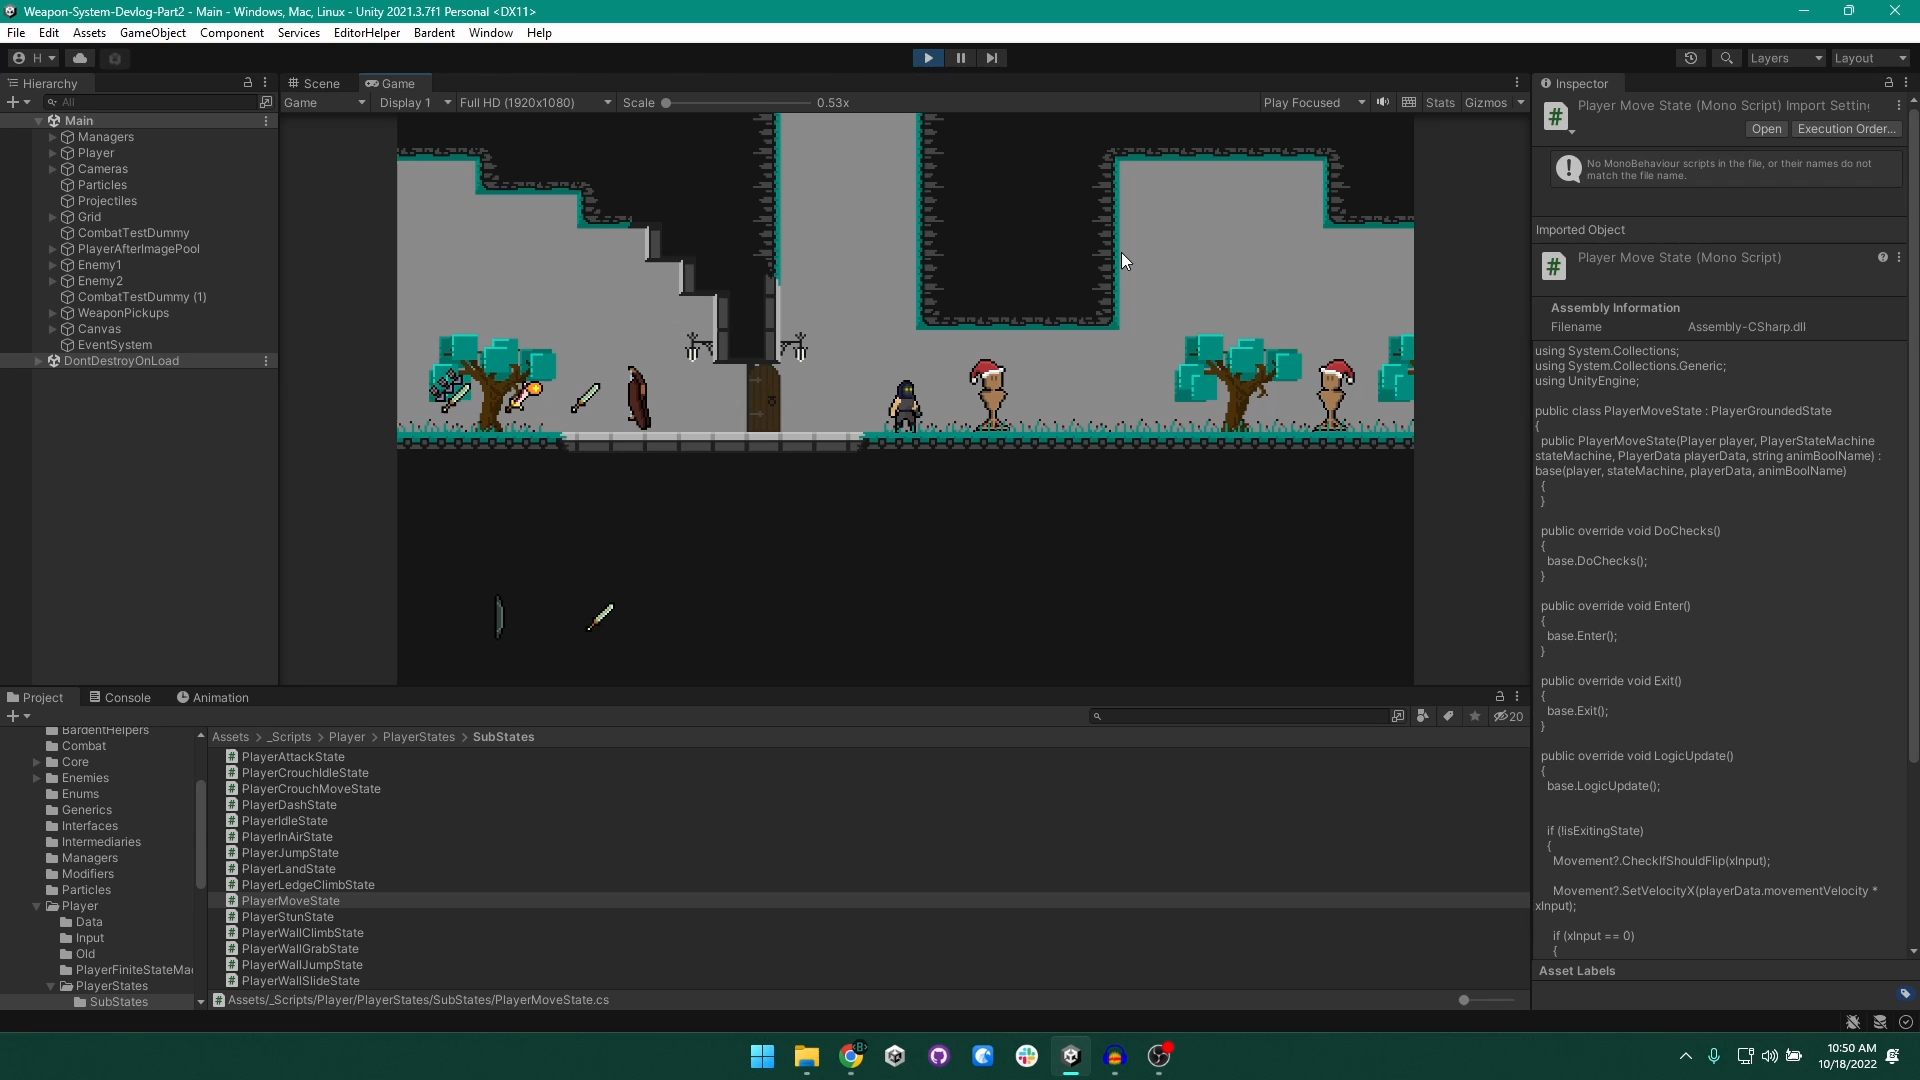 Weapon-System-Devlog-Part2 - Main - Windows, Mac, Linux - Unity 2021.3.7f1 Personal <DX11>
File Edit Assets GameObject Component Services EditorHelper Bardent Window Help
H Layers Layout
Hierarchy
All
Main
Managers
Player
Cameras
Particles
Projectiles
Grid
CombatTestDummy
PlayerAfterImagePool
Enemy1
Enemy2
CombatTestDummy (1)
WeaponPickups
Canvas
EventSystem
DontDestroyOnLoad
Scene Game
Game Display 1 Full HD (1920x1080) Scale 0.53x Play Focused Stats Gizmos
Inspector
Player Move State (Mono Script) Import Settin
Open Execution Order...
No MonoBehaviour scripts in the file, or their names do not
match the file name.
Imported Object
Player Move State (Mono Script)
Assembly Information
Filename Assembly-CSharp.dll
using System.Collections;
using System.Collections.Generic;
using UnityEngine;
public class PlayerMoveState : PlayerGroundedState
{
public PlayerMoveState(Player player, PlayerStateMachine
stateMachine, PlayerData playerData, string animBoolName) :
base(player, stateMachine, playerData, animBoolName)
{
}
public override void DoChecks()
{
base.DoChecks();
}
public override void Enter()
{
base.Enter();
}
public override void Exit()
{
base.Exit();
}
public override void LogicUpdate()
{
base.LogicUpdate();
if (!isExitingState)
{
Movement?.CheckIfShouldFlip(xInput);
Movement?.SetVelocityX(playerData.movementVelocity *
xInput);
if (xInput == 0)
{
Asset Labels
Project Console Animation
20
BardentHelpers
Combat
Core
Enemies
Enums
Generics
Interfaces
Intermediaries
Managers
Modifiers
Particles
Player
Data
Input
Old
PlayerFiniteStateMa
PlayerStates
SubStates
Assets > _Scripts > Player > PlayerStates > SubStates
PlayerAttackState
PlayerCrouchIdleState
PlayerCrouchMoveState
PlayerDashState
PlayerIdleState
PlayerInAirState
PlayerJumpState
PlayerLandState
PlayerLedgeClimbState
PlayerMoveState
PlayerStunState
PlayerWallClimbState
PlayerWallGrabState
PlayerWallJumpState
PlayerWallSlideState
Assets/_Scripts/Player/PlayerStates/SubStates/PlayerMoveState.cs
10:50 AM
10/18/2022